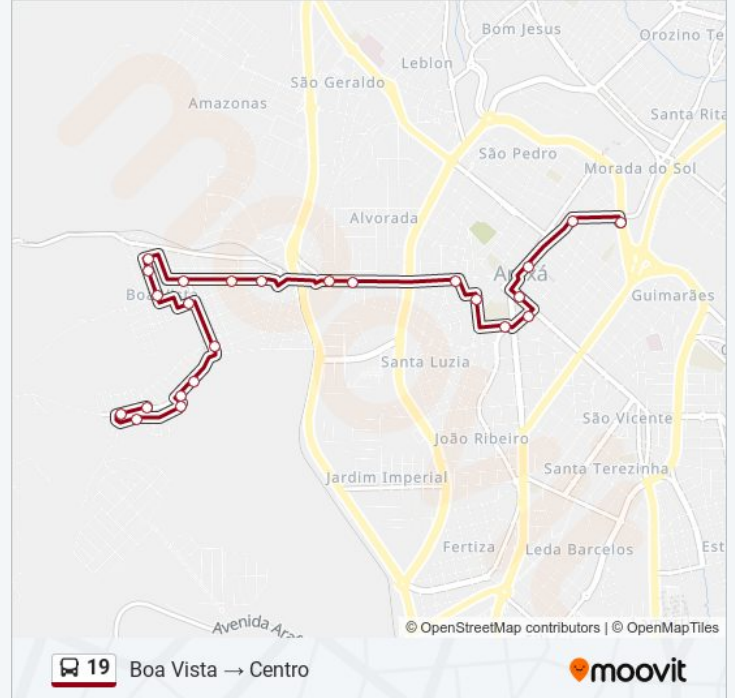 Bom Jesus
Orozino Te
Leblon
São Geraldo
Amazonas
Santa Rita
São Pedro
Morada do Sol
Alvorada
Guimarães
Santa Luzia
São Vicente
João Ribeiro
Santa Terezinha
Jardim Imperial
Fertiza
Leda Barcelos
Est
Avenida Ara
© OpenStreetMap contributors | © OpenMapTiles
19 Boa Vista → Centro
moovit